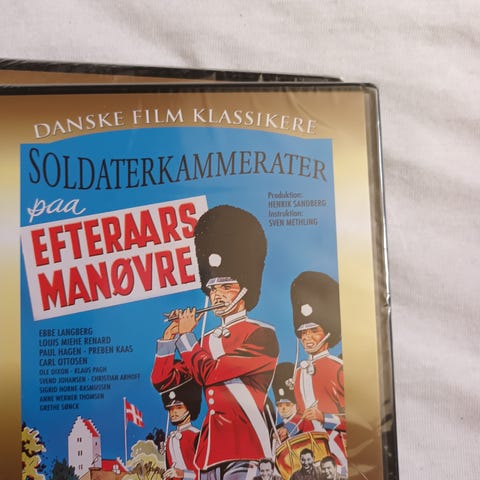 DANSKE FILM KLASSIKERE
SOLDATERKAMMERATER
paa
EFTERAARS
MANØVRE
Produktion:
HENRIK SANDBERG
Instruktion:
SVEN METHLING
EBBE LANGBERG
LOUIS MIEHE RENARD
PAUL HAGEN - PREBEN KAAS
CARL OTTOSEN
OLE DIXON - KLAUS PAGH
SVEND JOHANSEN - CHRISTIAN ARHOFF
SIGRID HORNE RASMUSSEN
ANNE WERNER THOMSEN
GRETHE SØNCK